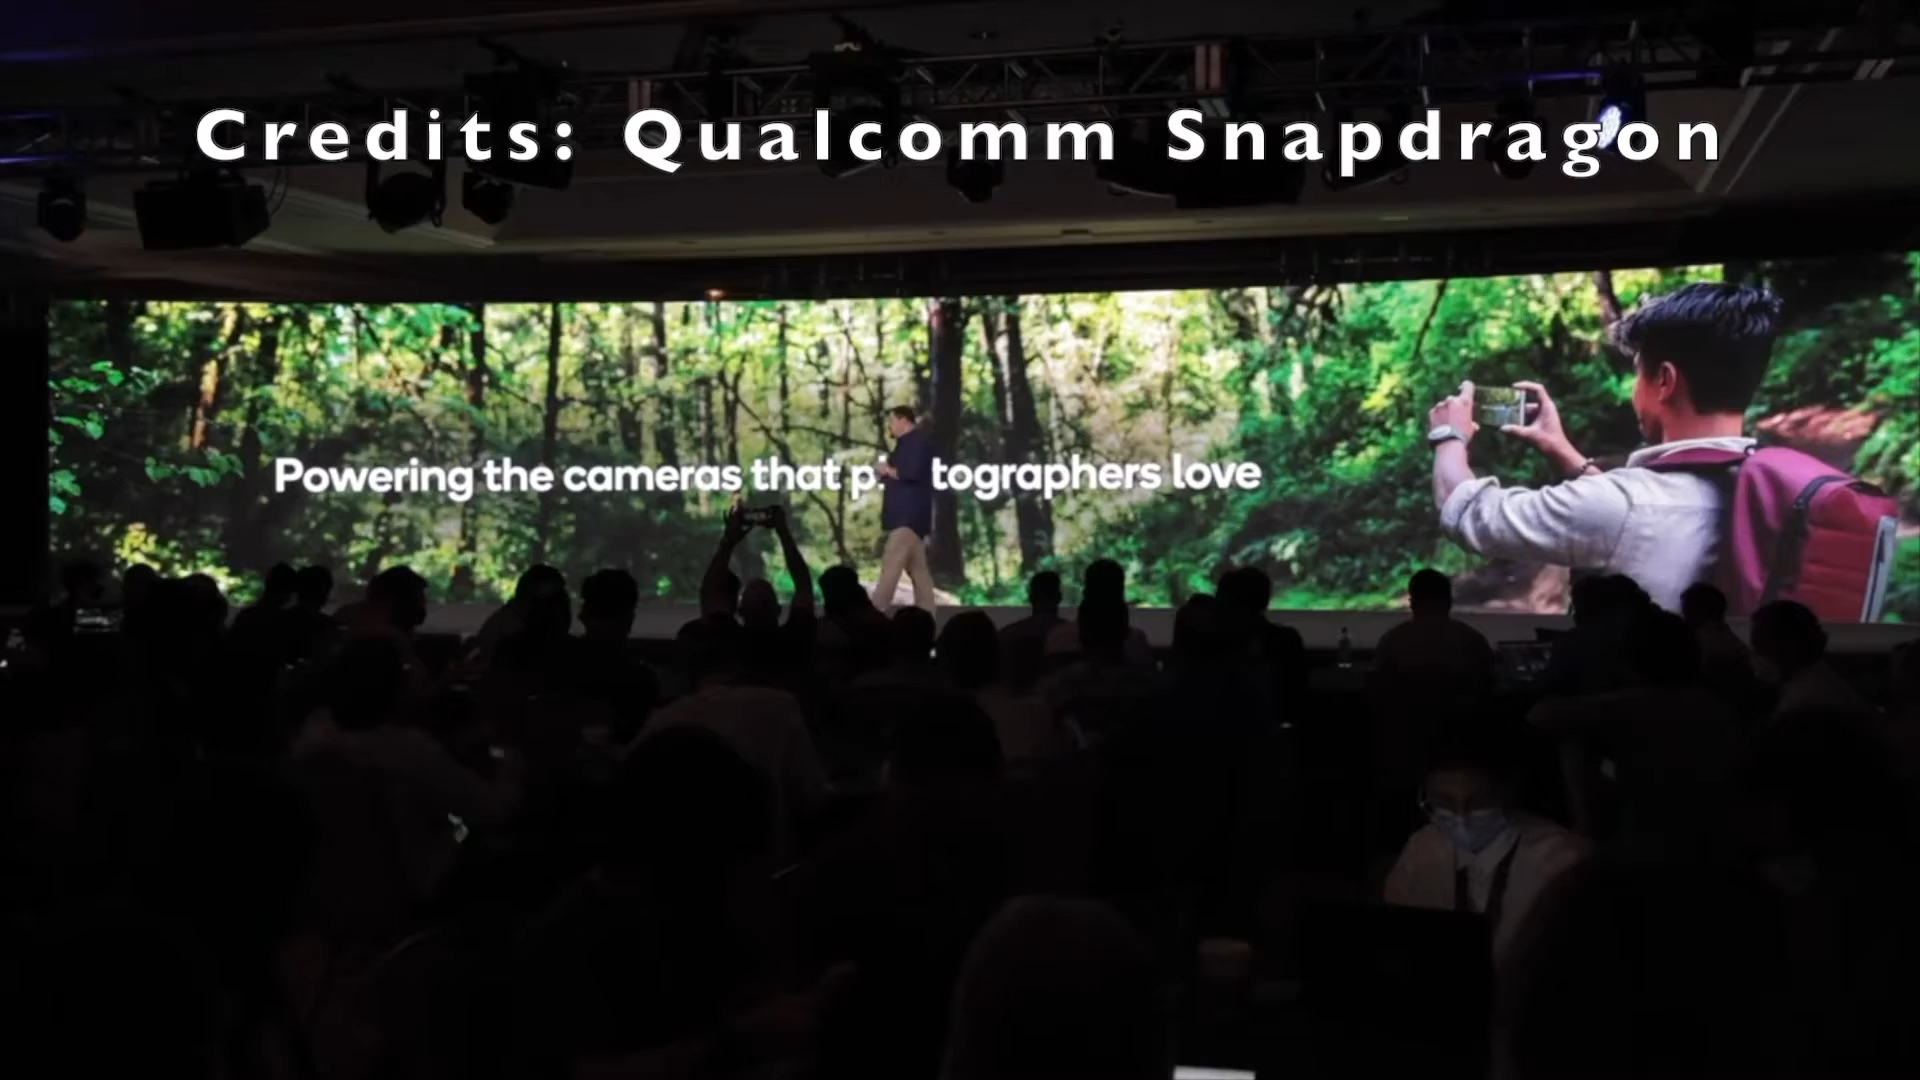 Credits: Qualcomm Snapdragon
Powering the cameras that p tographers love